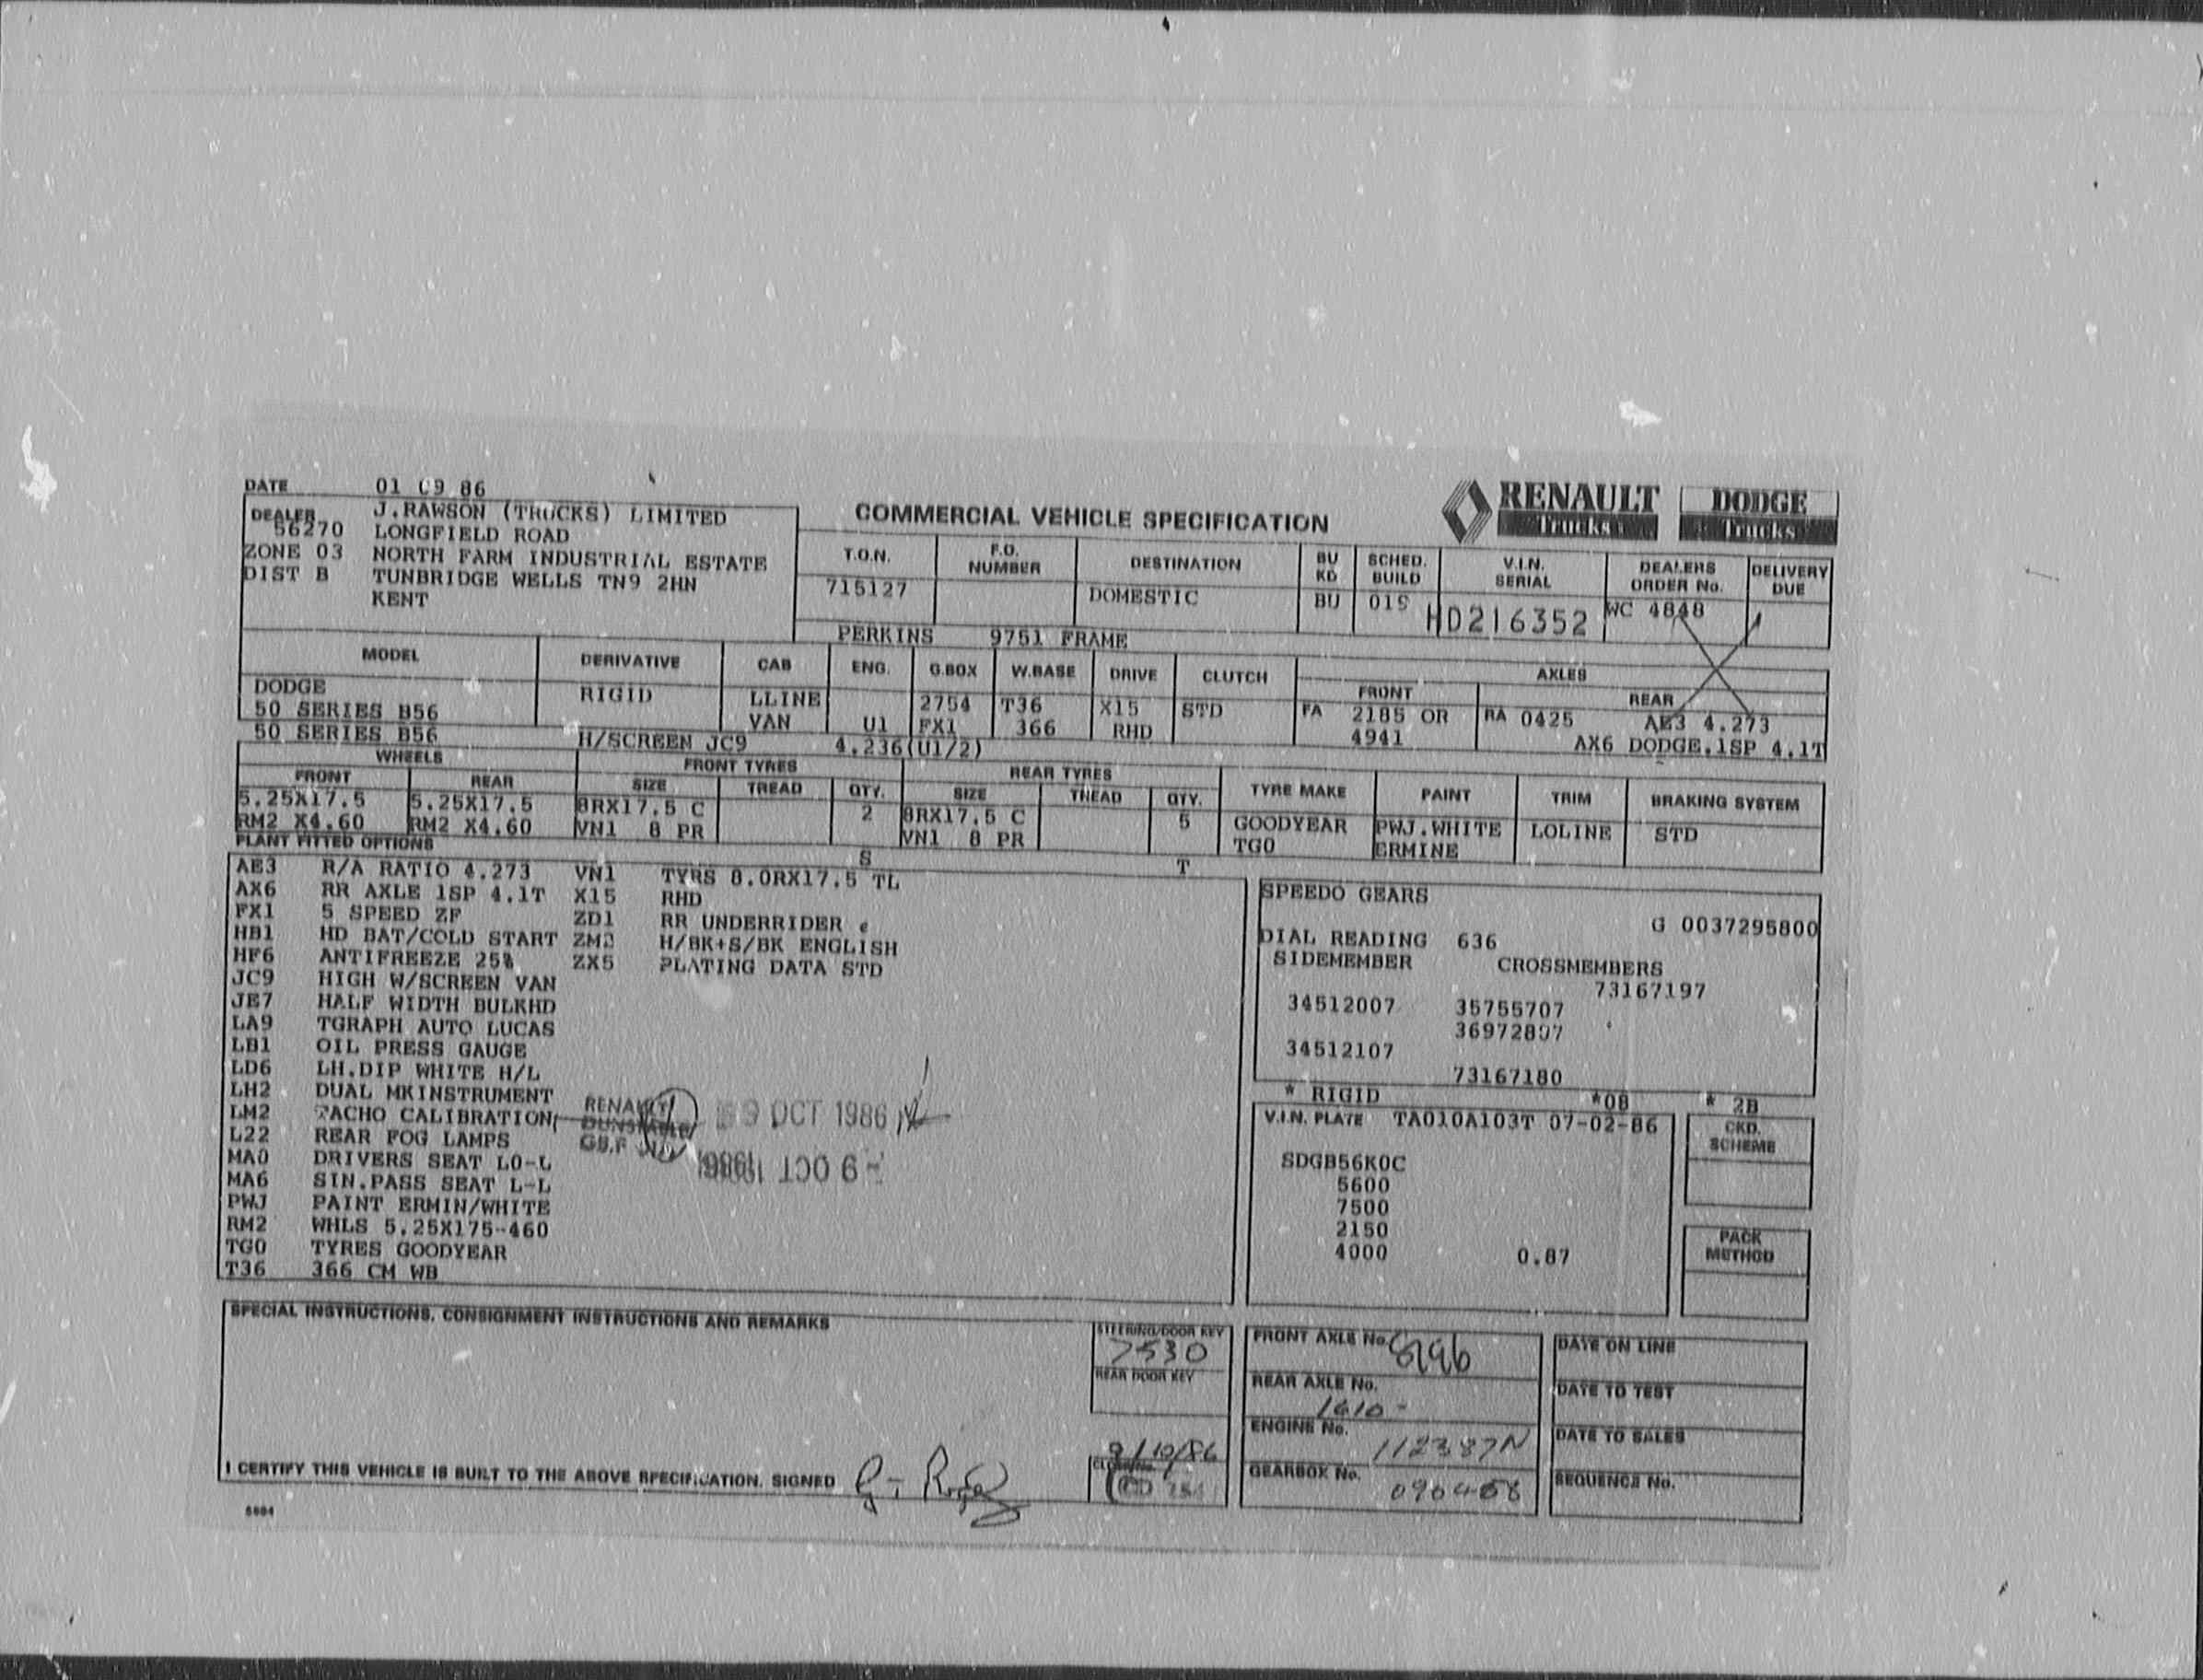 DATE 01 09 86
RENAULT Trucks DODGE Trucks
DEALER 56270 J.RAWSON (TRUCKS) LIMITED
LONGFIELD ROAD
ZONE 03 NORTH FARM INDUSTRIAL ESTATE
DIST B TUNBRIDGE WELLS TN9 2HN
KENT
COMMERCIAL VEHICLE SPECIFICATION
T.O.N. F.O. NUMBER DESTINATION BU KD SCHED. BUILD V.I.N. SERIAL DEALERS ORDER No. DELIVERY DUE
715127 DOMESTIC BU 019 HD216352 WC 4848
PERKINS 9751 FRAME
MODEL DERIVATIVE CAB ENG. G.BOX W.BASE DRIVE CLUTCH AXLES
FRONT REAR
DODGE RIGID LLINE 2754 T36 X15 STD FA 2185 OR RA 0425 AE3 4.273
50 SERIES B56 VAN U1 FX1 366 RHD 4941 AX6 DODGE.1SP 4.1T
50 SERIES B56 H/SCREEN JC9 4.236(U1/2)
WHEELS FRONT TYRES REAR TYRES
FRONT REAR SIZE TREAD QTY. SIZE TREAD QTY. TYRE MAKE PAINT TRIM BRAKING SYSTEM
5.25X17.5 5.25X17.5 8RX17.5 C 2 8RX17.5 C 5 GOODYEAR PWJ.WHITE LOLINE STD
RM2 X4.60 RM2 X4.60 VN1 8 PR VN1 8 PR TGO ERMINE
PLANT FITTED OPTIONS S T
AE3 R/A RATIO 4.273 VN1 TYRS 8.0RX17.5 TL
AX6 RR AXLE 1SP 4.1T X15 RHD
FX1 5 SPEED ZF ZD1 RR UNDERRIDER
HB1 HD BAT/COLD START H/BK+S/BK ENGLISH
HF6 ANTIFREEZE 25% ZX5 PLATING DATA STD
JC9 HIGH W/SCREEN VAN
JE7 HALF WIDTH BULKHD
LA9 TGRAPH AUTO LUCAS
LB1 OIL PRESS GAUGE
LD6 LH.DIP WHITE H/L
LH2 DUAL MKINSTRUMENT
LM2 TACHO CALIBRATION
L22 REAR FOG LAMPS
MA0 DRIVERS SEAT LO-L
MA6 SIN.PASS SEAT L-L
PWJ PAINT ERMIN/WHITE
RM2 WHLS 5.25X175-460
TGO TYRES GOODYEAR
T36 366 CM WB
RENAULT
DUNSTABLE
9 OCT 1986
- 9 OCT 1986
SPEEDO GEARS
G 0037295800
DIAL READING 636
SIDEMEMBER CROSSMEMBERS
73167197
34512007 35755707
36972807
34512107
73167180
* RIGID *08 * 2B
V.I.N. PLATE TA010A103T 07-02-86
SDGB56K0C
5600
7500
2150
4000 0.87
CKD. SCHEME
PACK METHOD
SPECIAL INSTRUCTIONS, CONSIGNMENT INSTRUCTIONS AND REMARKS
STEERING/DOOR KEY
7530
REAR DOOR KEY
9/10/86
FRONT AXLE No.
REAR AXLE No.
1610
ENGINE No. 112387N
GEARBOX No.
DATE ON LINE
DATE TO TEST
DATE TO SALES
SEQUENCE No.
I CERTIFY THIS VEHICLE IS BUILT TO THE ABOVE SPECIFICATION. SIGNED
5684